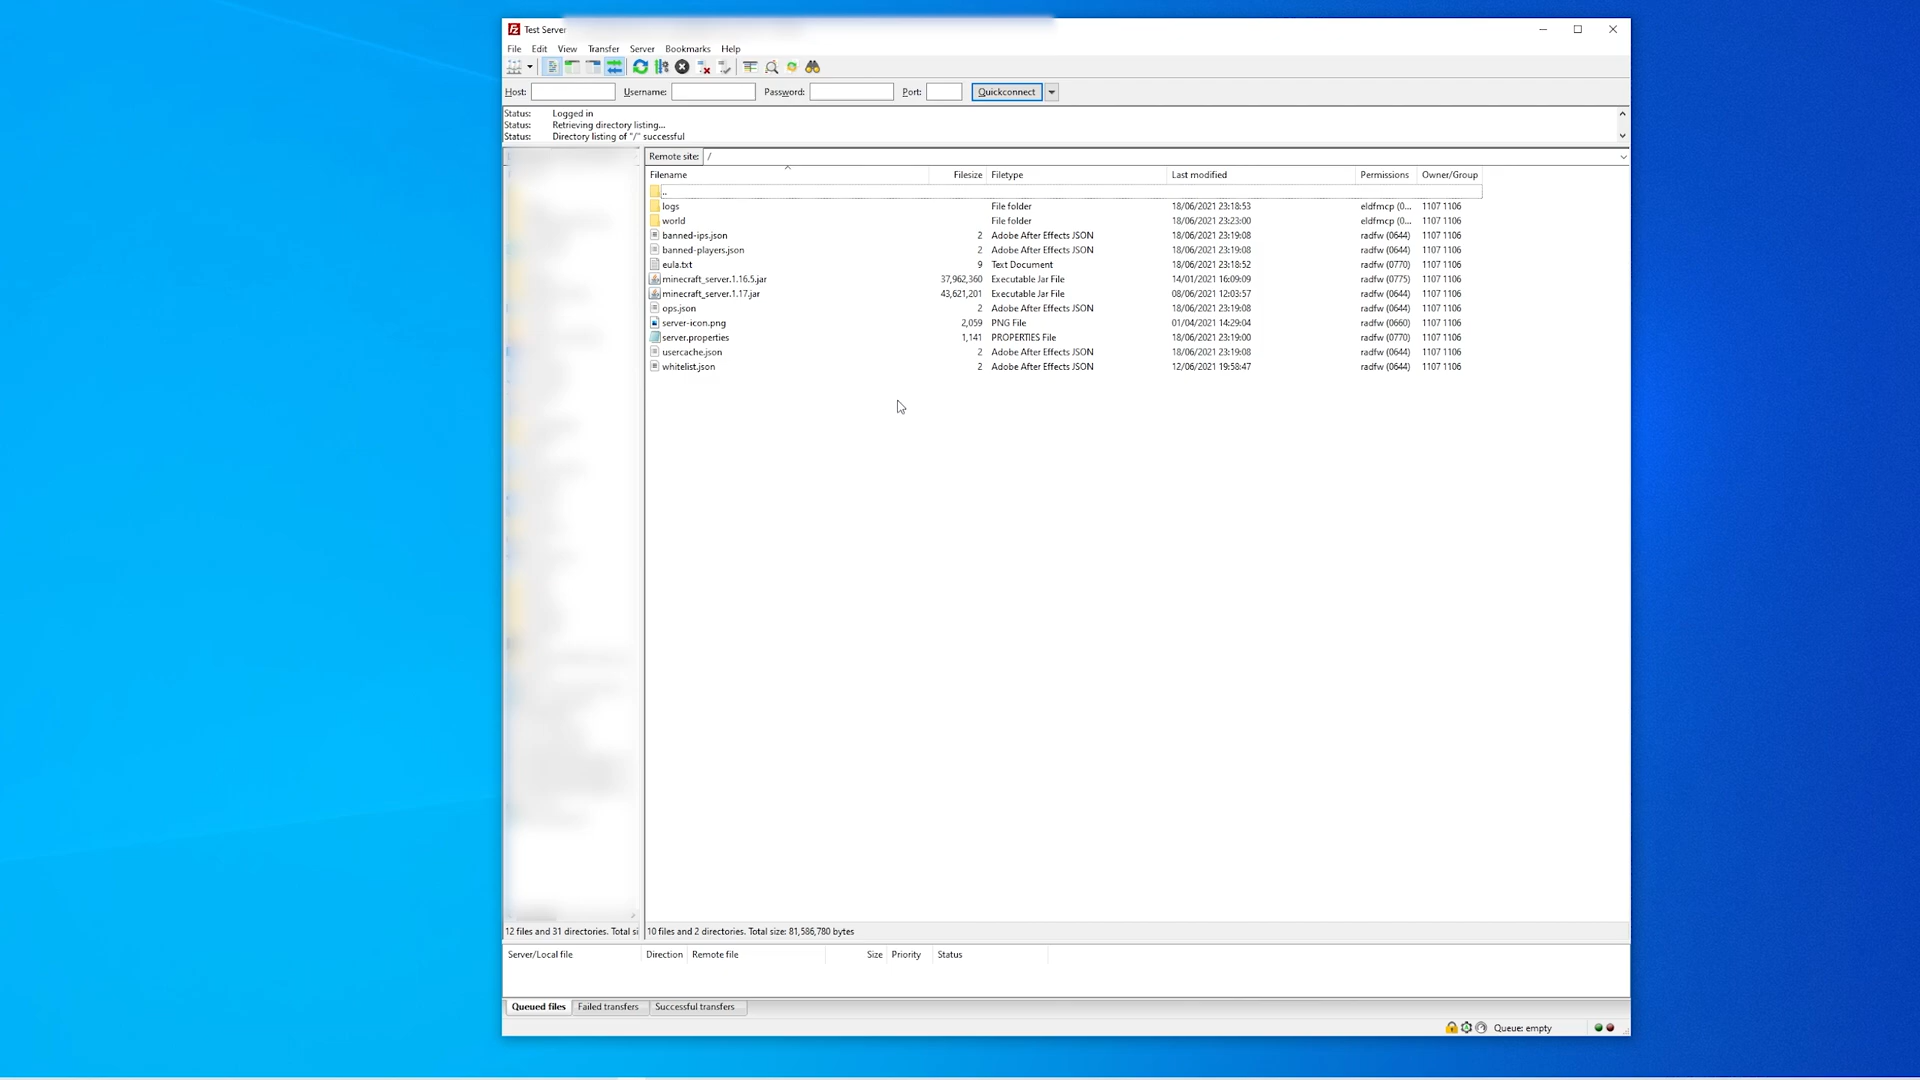 Test Server
File Edit View Transfer Server Bookmarks Help
Host: Username: Password: Port: Quickconnect
Status: Logged in
Status: Retrieving directory listing...
Status: Directory listing of "/" successful
Remote site: /
Filename Filesize Filetype Last modified Permissions Owner/Group
..
logs File folder 18/06/2021 23:18:53 eldfmcp (0... 1107 1106
world File folder 18/06/2021 23:23:00 eldfmcp (0... 1107 1106
banned-ips.json 2 Adobe After Effects JSON 18/06/2021 23:19:08 radfw (0644) 1107 1106
banned-players.json 2 Adobe After Effects JSON 18/06/2021 23:19:08 radfw (0644) 1107 1106
eula.txt 9 Text Document 18/06/2021 23:18:52 radfw (0770) 1107 1106
minecraft_server.1.16.5.jar 37,962,360 Executable Jar File 14/01/2021 16:09:09 radfw (0775) 1107 1106
minecraft_server.1.17.jar 43,621,201 Executable Jar File 08/06/2021 12:03:57 radfw (0644) 1107 1106
ops.json 2 Adobe After Effects JSON 18/06/2021 23:19:08 radfw (0644) 1107 1106
server-icon.png 2,059 PNG File 01/04/2021 14:29:04 radfw (0660) 1107 1106
server.properties 1,141 PROPERTIES File 18/06/2021 23:19:00 radfw (0770) 1107 1106
usercache.json 2 Adobe After Effects JSON 18/06/2021 23:19:08 radfw (0644) 1107 1106
whitelist.json 2 Adobe After Effects JSON 12/06/2021 19:58:47 radfw (0644) 1107 1106
12 files and 31 directories. Total si
10 files and 2 directories. Total size: 81,586,780 bytes
Server/Local file Direction Remote file Size Priority Status
Queued files Failed transfers Successful transfers
Queue: empty